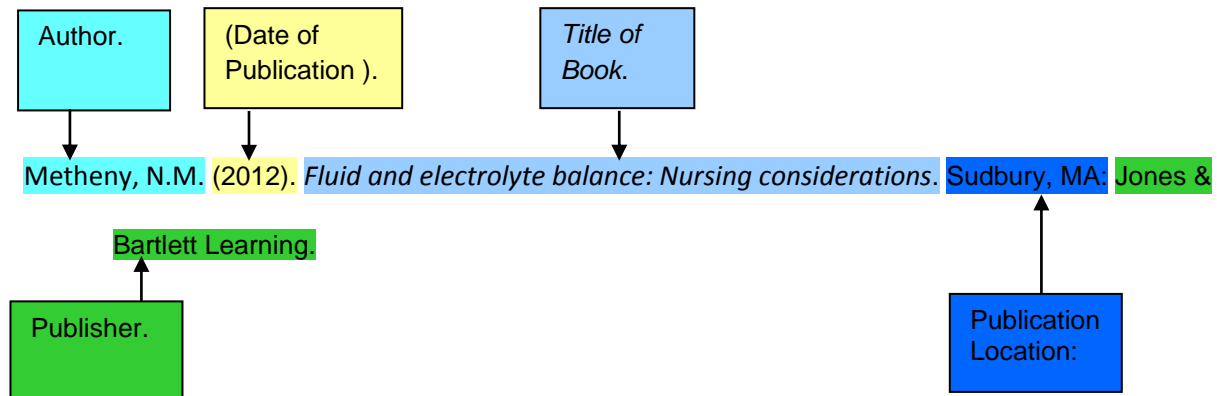 Author.
(Date of
Publication ).
Title of
Book.
Metheny, N.M. (2012). Fluid and electrolyte balance: Nursing considerations. Sudbury, MA: Jones &
Bartlett Learning.
Publisher.
Publication
Location: